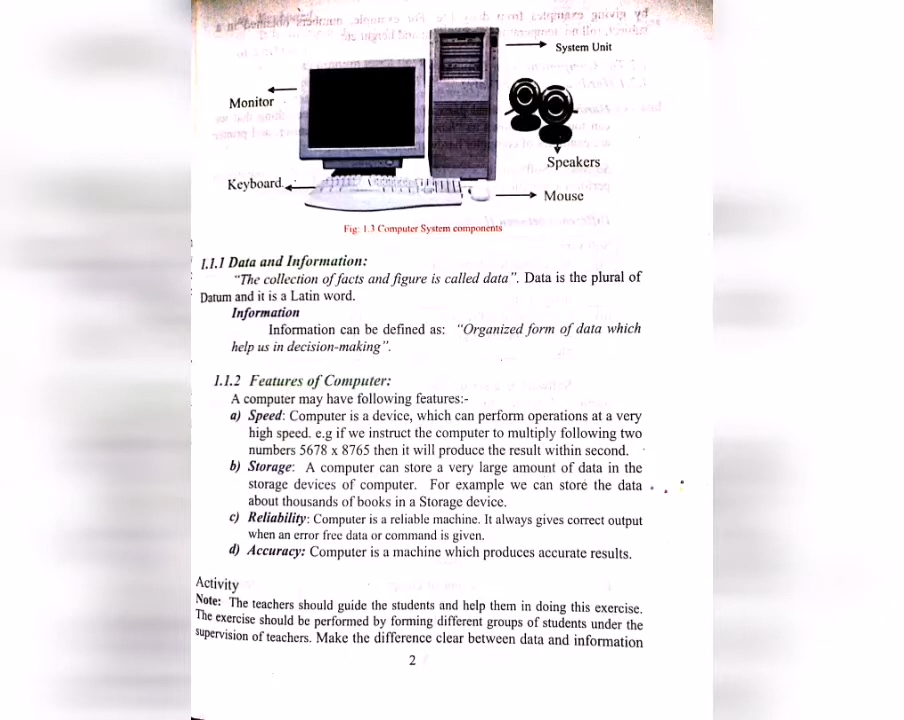 System Unit
Monitor
Speakers
Keyboard
Mouse
Fig: 1.3 Computer System components
1.1.1 Data and Information:
"The collection of facts and figure is called data". Data is the plural of
Datum and it is a Latin word.
Information
Information can be defined as: "Organized form of data which
help us in decision-making".
1.1.2 Features of Computer:
A computer may have following features:-
a) Speed: Computer is a device, which can perform operations at a very
high speed. e.g if we instruct the computer to multiply following two
numbers 5678 x 8765 then it will produce the result within second.
b) Storage: A computer can store a very large amount of data in the
storage devices of computer. For example we can store the data
about thousands of books in a Storage device.
c) Reliability: Computer is a reliable machine. It always gives correct output
when an error free data or command is given.
d) Accuracy: Computer is a machine which produces accurate results.
Activity
Note: The teachers should guide the students and help them in doing this exercise.
The exercise should be performed by forming different groups of students under the
supervision of teachers. Make the difference clear between data and information
2